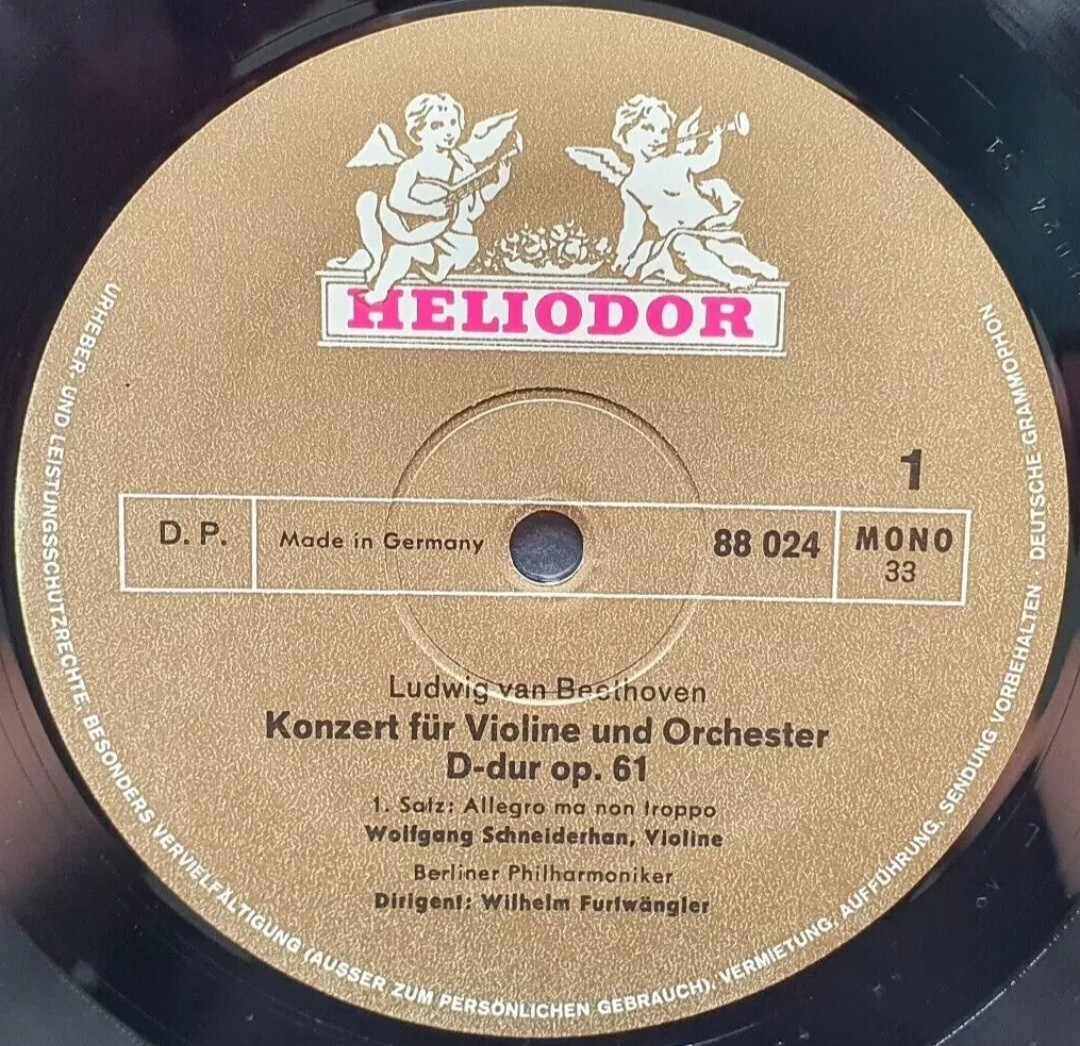 HELIODOR
1
D. P.
Made in Germany
88 024
MONO
33
Ludwig van Beethoven
Konzert für Violine und Orchester
D-dur op. 61
1. Satz: Allegro ma non troppo
Wolfgang Schneiderhan, Violine
Berliner Philharmoniker
Dirigent: Wilhelm Furtwängler
URHEBER- UND LEISTUNGSSCHUTZRECHTE, BESONDERS VERVIELFÄLTIGUNG (AUSSER ZUM PERSÖNLICHEN GEBRAUCH), VERMIETUNG, AUFFÜHRUNG, SENDUNG VORBEHALTEN DEUTSCHE GRAMMOPHON